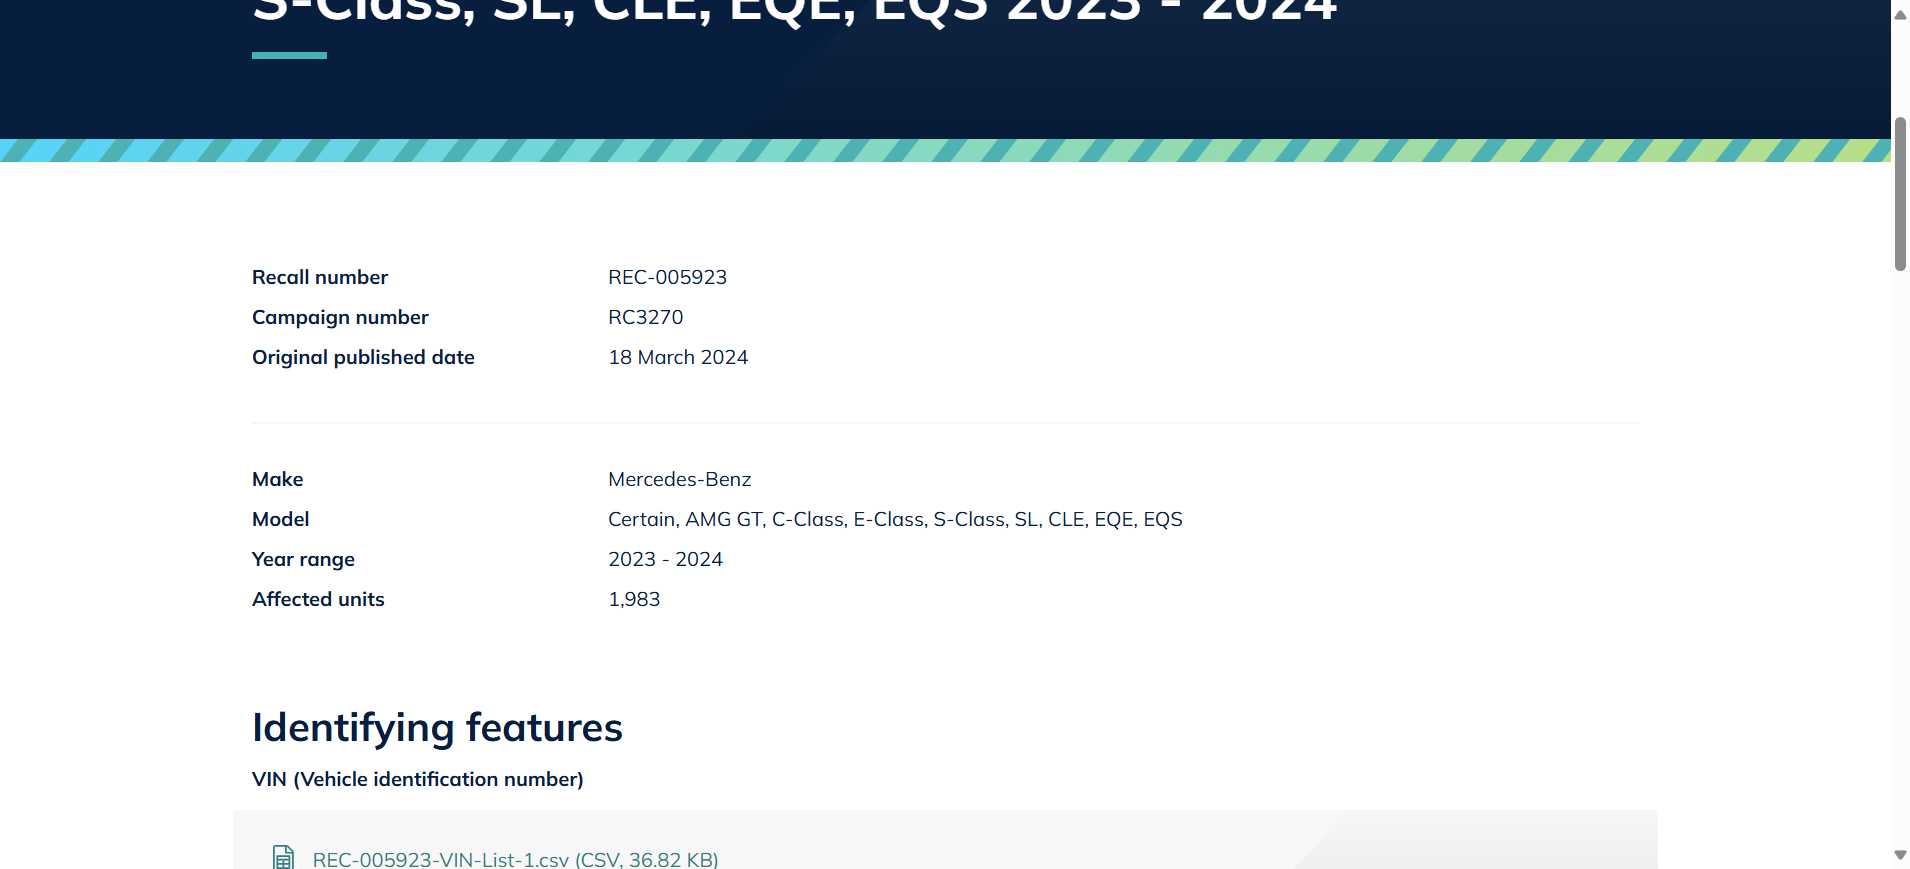 S-Class, SL, CLE, EQE, EQS 2023 - 2024
Recall number REC-005923
Campaign number RC3270
Original published date 18 March 2024
Make Mercedes-Benz
Model Certain, AMG GT, C-Class, E-Class, S-Class, SL, CLE, EQE, EQS
Year range 2023 - 2024
Affected units 1,983
Identifying features
VIN (Vehicle identification number)
REC-005923-VIN-List-1.csv (CSV, 36.82 KB)